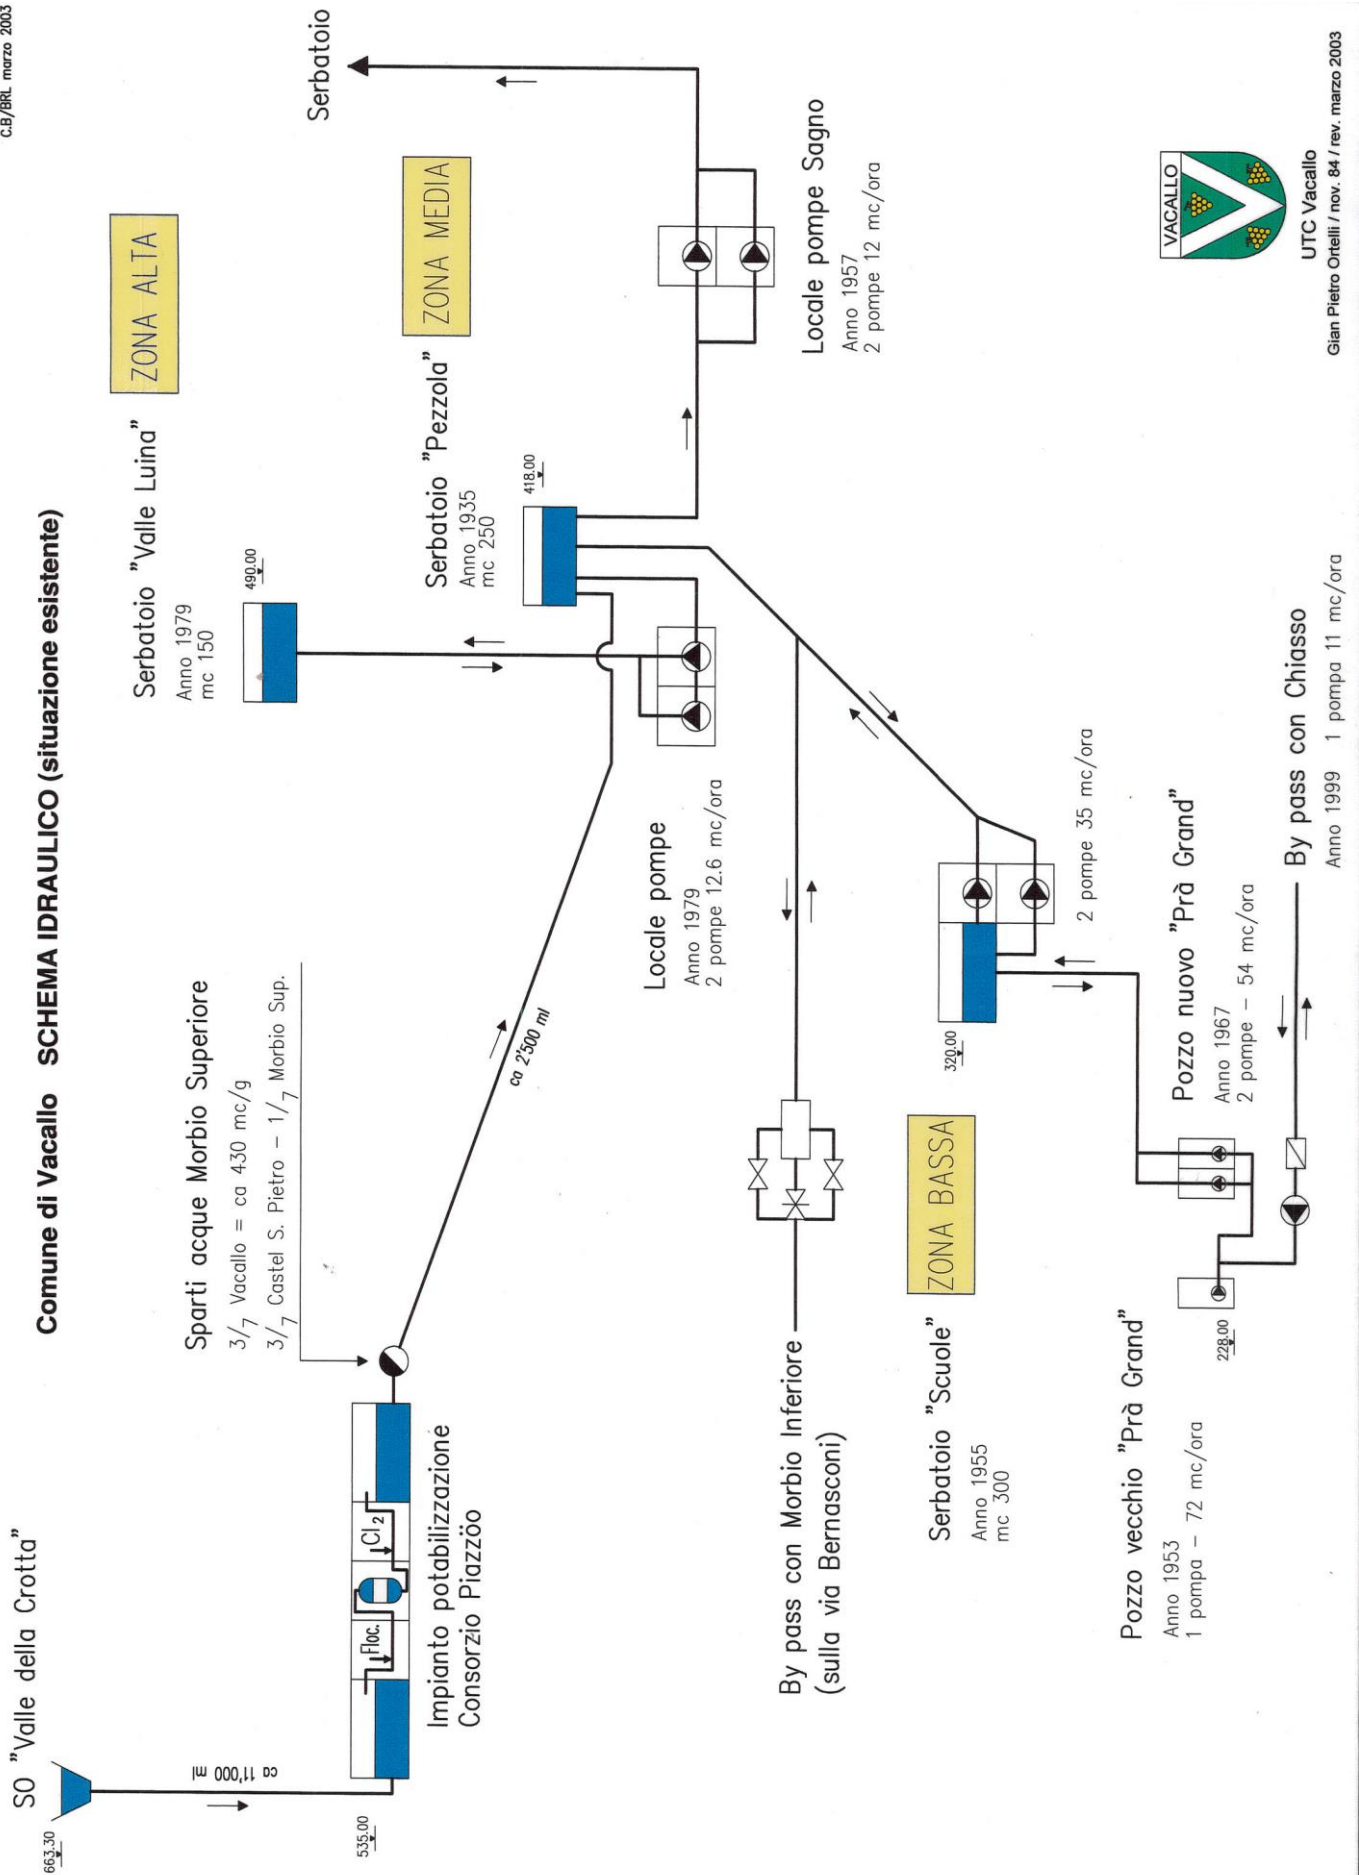 C.B/BRL marzo 2003
Comune di Vacallo SCHEMA IDRAULICO (situazione esistente)
SO "Valle della Crotta"
663.30
ca 11'000 ml
535.00
Floc.
Cl2
Impianto potabilizzazione
Consorzio Piazzöo
Sparti acque Morbio Superiore
3/7 Vacallo = ca 430 mc/g
3/7 Castel S. Pietro - 1/7 Morbio Sup.
ca 2'500 ml
Serbatoio "Valle Luina"
Anno 1979
mc 150
490.00
ZONA ALTA
Serbatoio "Pezzola"
Anno 1935
mc 250
418.00
ZONA MEDIA
Serbatoio
Locale pompe
Anno 1979
2 pompe 12.6 mc/ora
Locale pompe Sagno
Anno 1957
2 pompe 12 mc/ora
By pass con Morbio Inferiore
(sulla via Bernasconi)
ZONA BASSA
Serbatoio "Scuole"
Anno 1955
mc 300
320.00
2 pompe 35 mc/ora
Pozzo vecchio "Prà Grand"
Anno 1953
1 pompa - 72 mc/ora
228.00
Pozzo nuovo "Prà Grand"
Anno 1967
2 pompe - 54 mc/ora
By pass con Chiasso
Anno 1999 1 pompa 11 mc/ora
VACALLO
UTC Vacallo
Gian Pietro Ortelli / nov. 84 / rev. marzo 2003